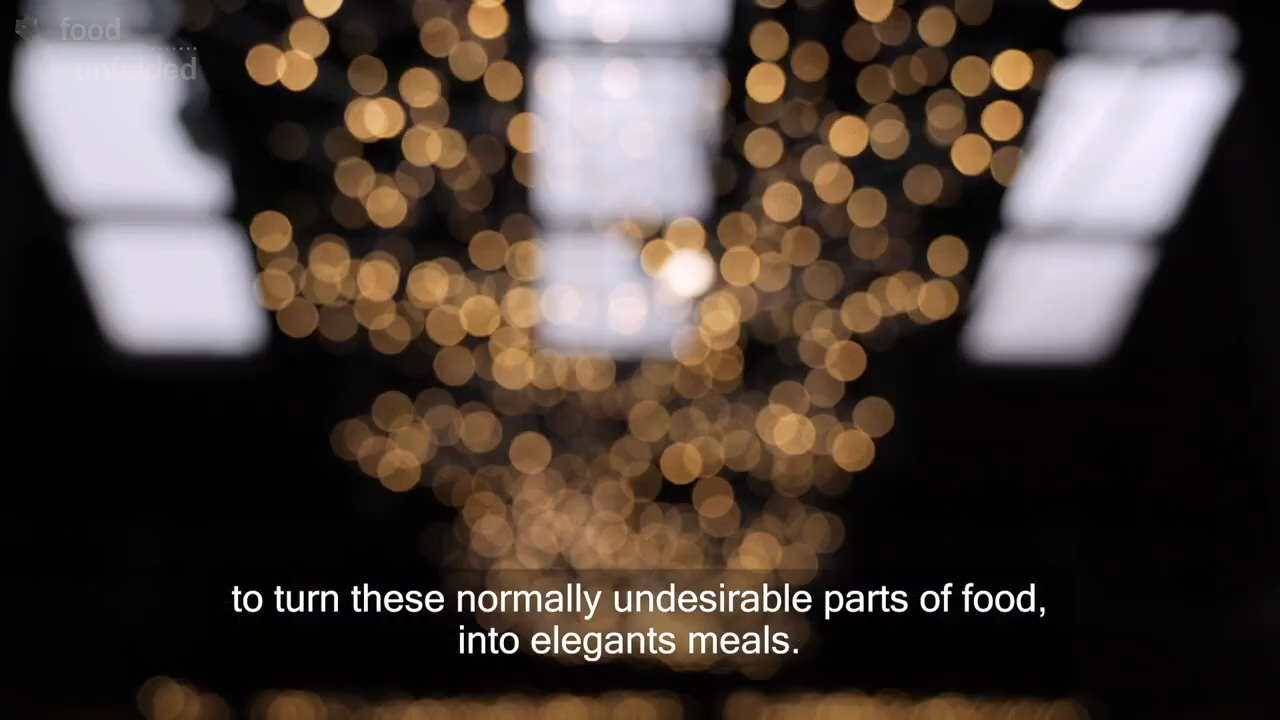 food
unfolded
to turn these normally undesirable parts of food,
into elegants meals.